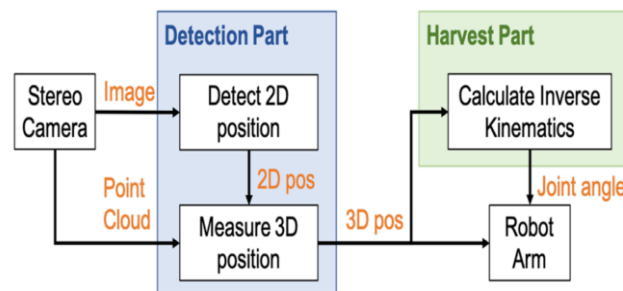 Detection Part
Harvest Part
Image
Stereo
Camera
Detect 2D
position
Calculate Inverse
Kinematics
Point
Cloud
2D pos
Joint angle
Measure 3D
position
3D pos
Robot
Arm